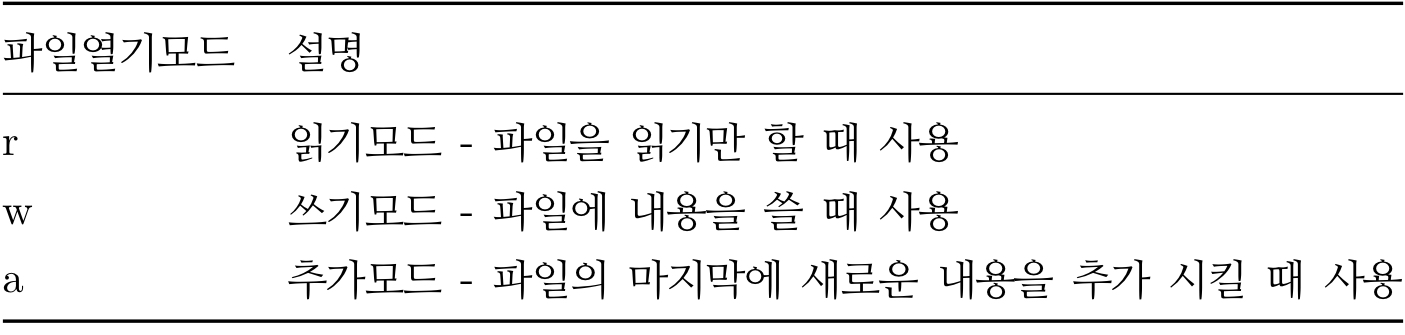 파일열기모드 설명
r 읽기모드 - 파일을 읽기만 할 때 사용
w 쓰기모드 - 파일에 내용을 쓸 때 사용
a 추가모드 - 파일의 마지막에 새로운 내용을 추가 시킬 때 사용